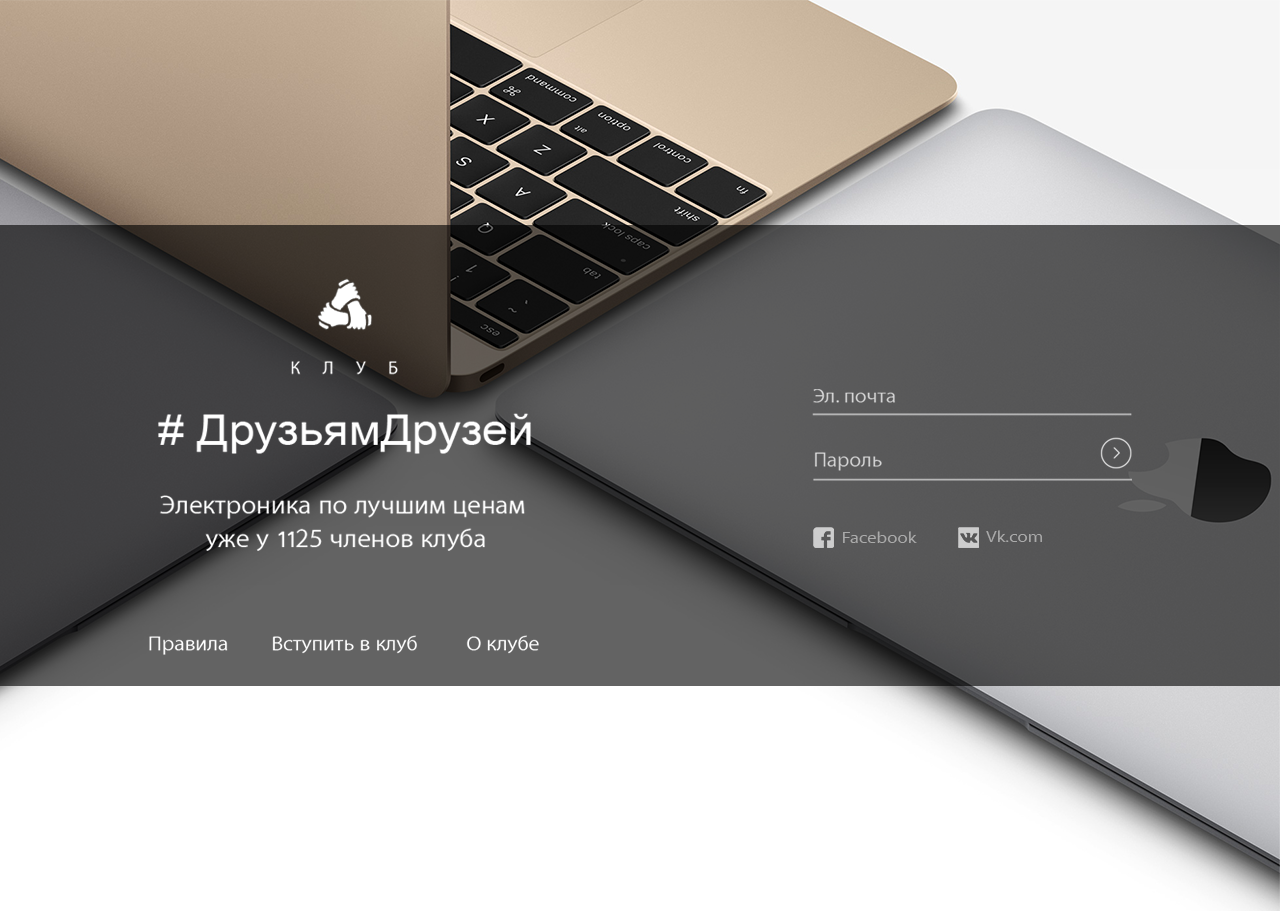 command
⌘
option
alt
X
control
Z
fn
S
A
shift
Q
caps lock
tab
1
!
~
`
esc
К Л У Б
# ДрузьямДрузей
Электроника по лучшим ценам
уже у 1125 членов клуба
Правила
Вступить в клуб
О клубе
Эл. почта
Пароль
Facebook
Vk.com